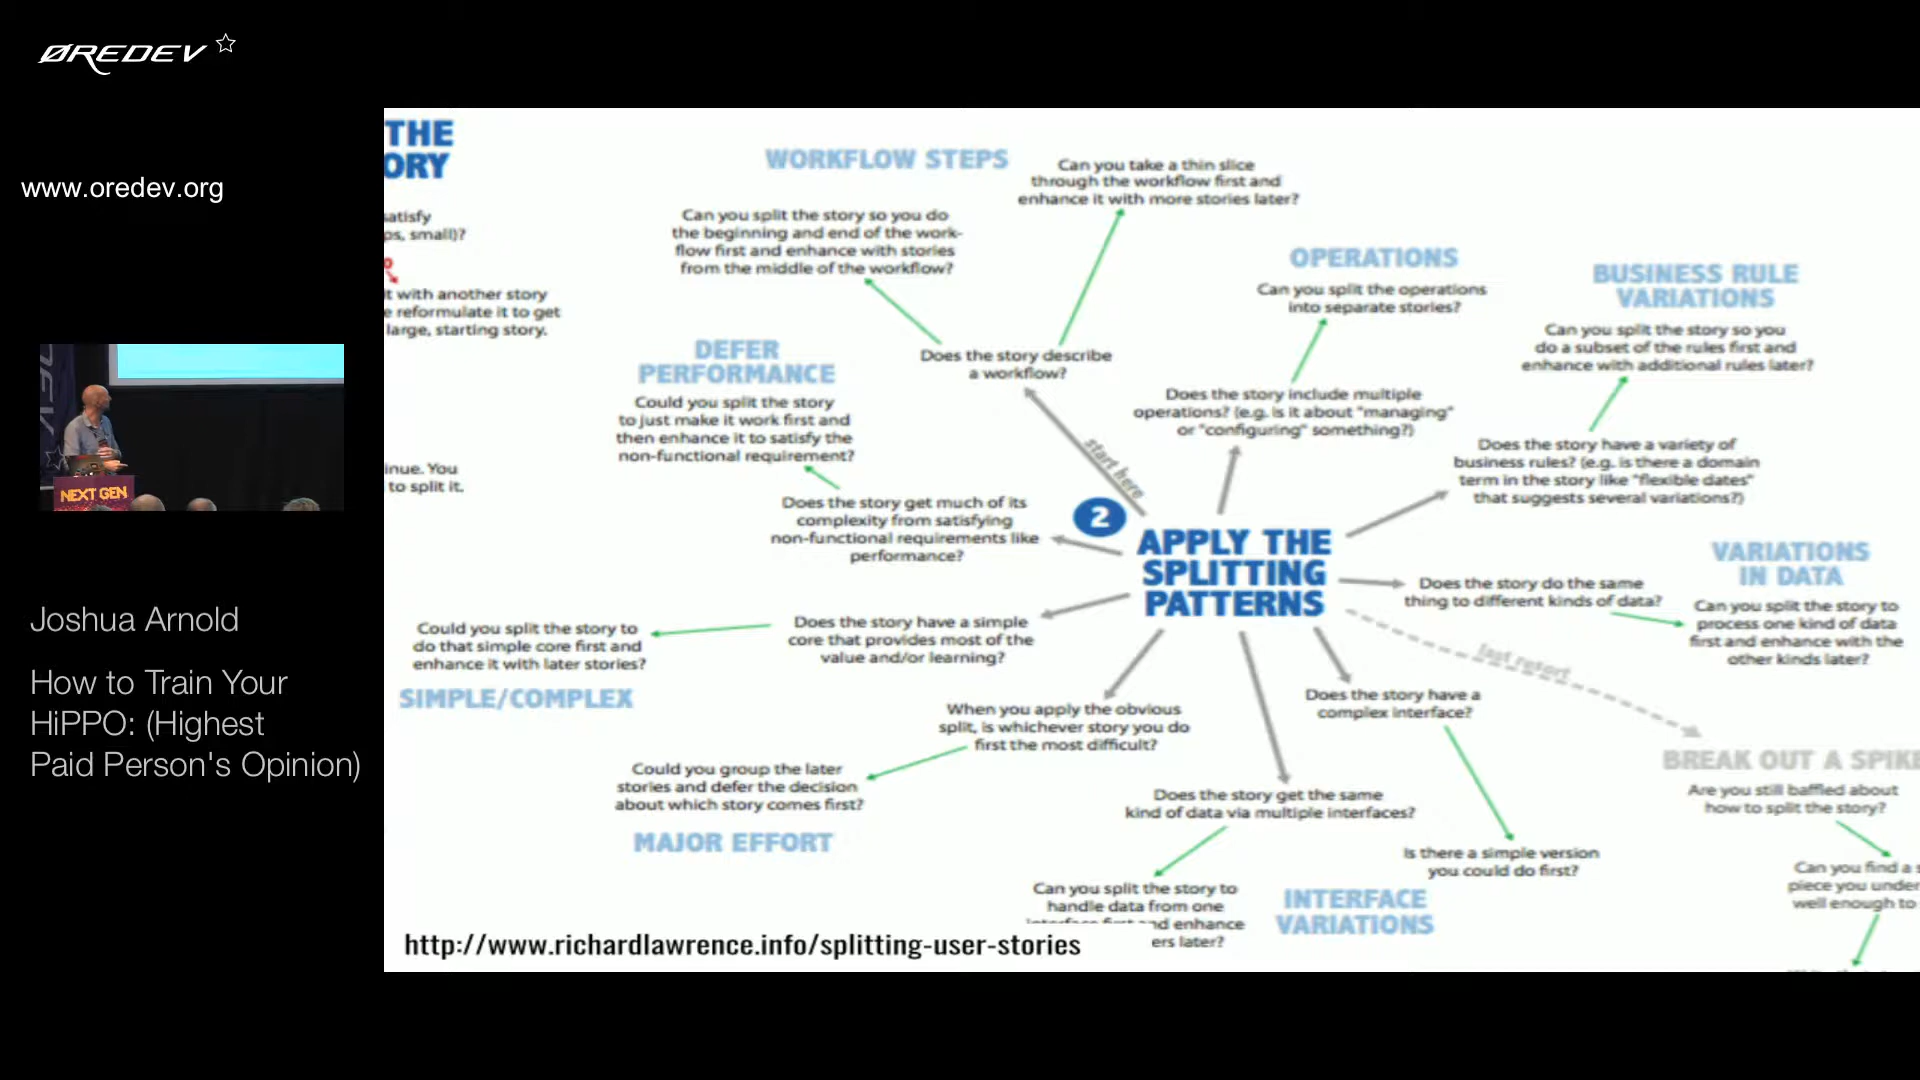 ØREDEV
www.oredev.org
NEXT GEN
Joshua Arnold
How to Train Your
HiPPO: (Highest
Paid Person's Opinion)
THE
ORY
atisfy
ps, small)?
t with another story
e reformulate it to get
large, starting story.
inue. You
to split it.
WORKFLOW STEPS
Can you split the story so you do
the beginning and end of the work-
flow first and enhance with stories
from the middle of the workflow?
Can you take a thin slice
through the workflow first and
enhance it with more stories later?
Does the story describe
a workflow?
OPERATIONS
Can you split the operations
into separate stories?
Does the story include multiple
operations? (e.g. is it about "managing"
or "configuring" something?)
BUSINESS RULE
VARIATIONS
Can you split the story so you
do a subset of the rules first and
enhance with additional rules later?
Does the story have a variety of
business rules? (e.g. is there a domain
term in the story like "flexible dates"
that suggests several variations?)
DEFER
PERFORMANCE
Could you split the story
to just make it work first and
then enhance it to satisfy the
non-functional requirement?
Does the story get much of its
complexity from satisfying
non-functional requirements like
performance?
start here
2
APPLY THE
SPLITTING
PATTERNS
VARIATIONS
IN DATA
Does the story do the same
thing to different kinds of data?
Can you split the story to
process one kind of data
first and enhance with the
other kinds later?
Could you split the story to
do that simple core first and
enhance it with later stories?
SIMPLE/COMPLEX
Does the story have a simple
core that provides most of the
value and/or learning?
last resort
When you apply the obvious
split, is whichever story you do
first the most difficult?
Could you group the later
stories and defer the decision
about which story comes first?
MAJOR EFFORT
Does the story have a
complex interface?
Does the story get the same
kind of data via multiple interfaces?
Is there a simple version
you could do first?
Can you split the story to
handle data from one
interface first and enhance
ers later?
INTERFACE
VARIATIONS
BREAK OUT A SPIKE
Are you still baffled about
how to split the story?
Can you find a s
piece you under
well enough to
http://www.richardlawrence.info/splitting-user-stories